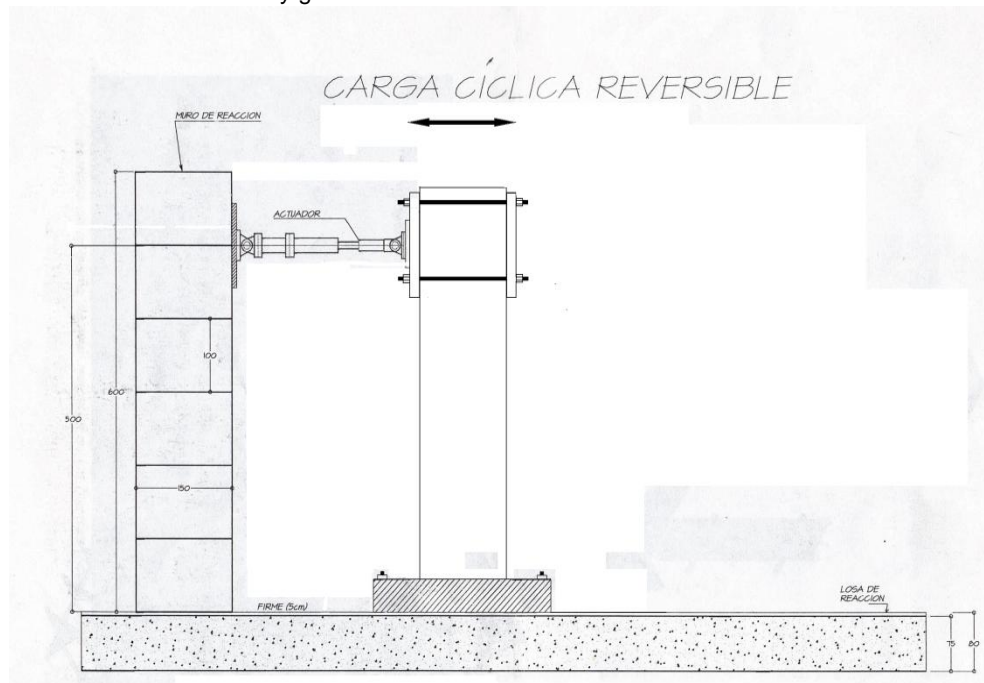 CARGA CÍCLICA REVERSIBLE
MURO DE REACCION
ACTUADOR
100
600
500
150
FIRME (5cm)
LOSA DE
REACCION
75
80